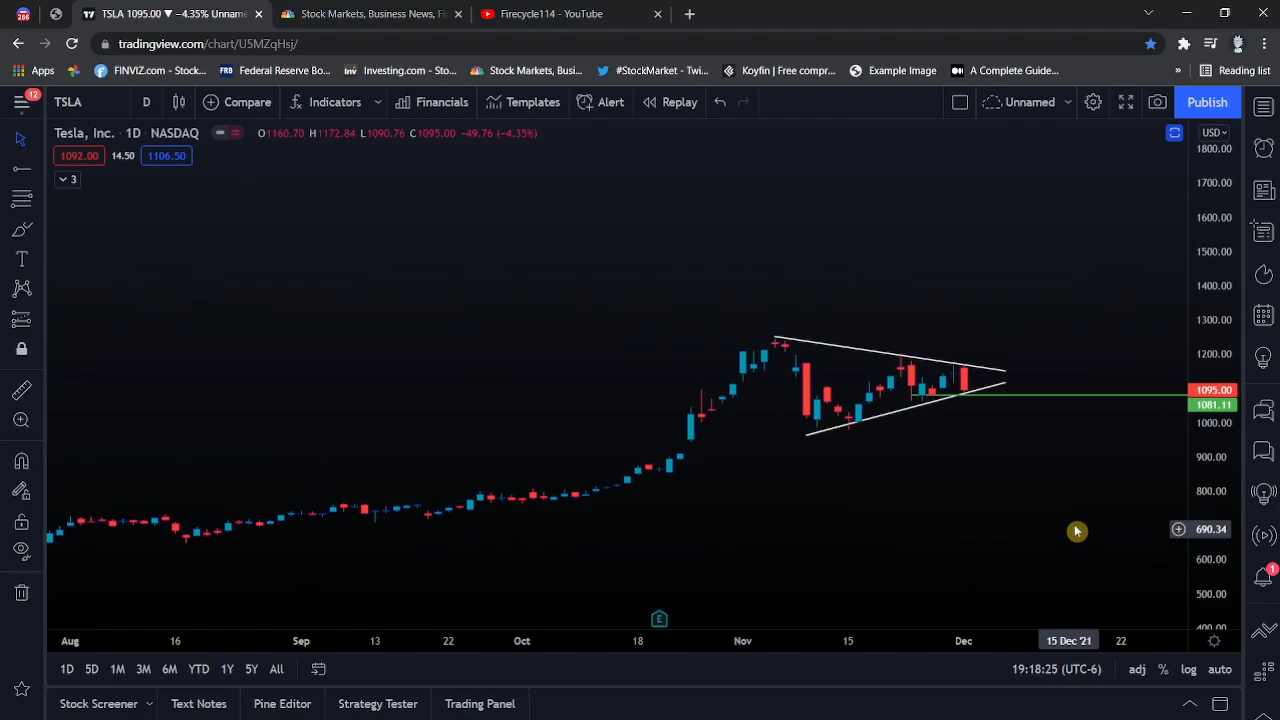 266
TSLA 1095.00 ▼ −4.35% Unname
Stock Markets, Business News, Fi
Firecycle114 - YouTube
tradingview.com/chart/U5MZqHsj/
Apps
FINVIZ.com - Stock...
Federal Reserve Bo...
Investing.com - Sto...
Stock Markets, Busi...
#StockMarket - Twi...
Koyfin | Free compr...
Example Image
A Complete Guide...
»
Reading list
12
TSLA
D
Compare
Indicators
Financials
Templates
Alert
Replay
Unnamed
Publish
Tesla, Inc. · 1D · NASDAQ
O1160.70 H1172.84 L1090.76 C1095.00 −49.76 (−4.35%)
USD
1092.00 14.50 1106.50
3
1800.00
1700.00
1600.00
1500.00
1400.00
1300.00
1200.00
1095.00
1081.11
1000.00
900.00
800.00
690.34
600.00
500.00
400.00
E
1
Aug 16 Sep 13 22 Oct 18 Nov 15 Dec 15 Dec '21 22
1D 5D 1M 3M 6M YTD 1Y 5Y All
19:18:25 (UTC-6)
adj % log auto
Stock Screener
Text Notes
Pine Editor
Strategy Tester
Trading Panel